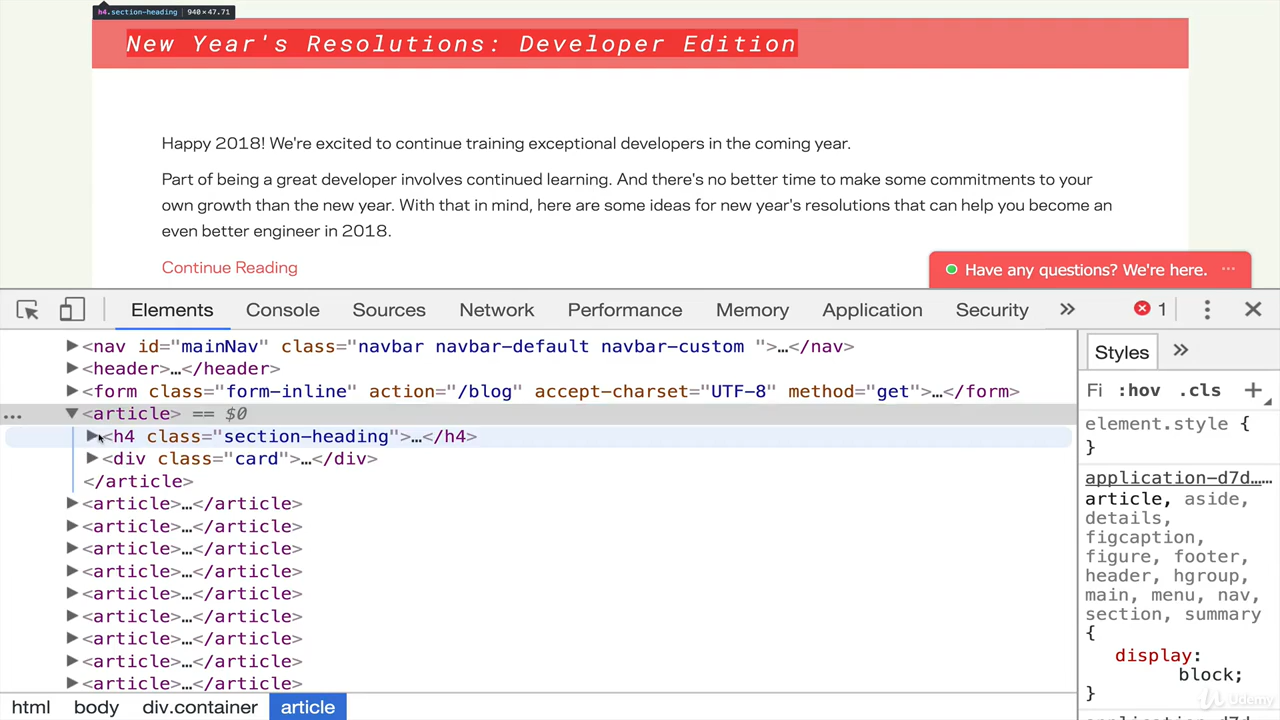 h4.section-heading | 940×47.71
New Year's Resolutions: Developer Edition
Happy 2018! We're excited to continue training exceptional developers in the coming year.
Part of being a great developer involves continued learning. And there's no better time to make some commitments to your
own growth than the new year. With that in mind, here are some ideas for new year's resolutions that can help you become an
even better engineer in 2018.
Continue Reading
Have any questions? We're here. ...
Elements Console Sources Network Performance Memory Application Security » 1
<nav id="mainNav" class="navbar navbar-default navbar-custom ">…</nav>
<header>…</header>
<form class="form-inline" action="/blog" accept-charset="UTF-8" method="get">…</form>
... <article> == $0
<h4 class="section-heading">…</h4>
<div class="card">…</div>
</article>
<article>…</article>
<article>…</article>
<article>…</article>
<article>…</article>
<article>…</article>
<article>…</article>
<article>…</article>
<article>…</article>
<article>…</article>
html body div.container article
Styles »
Fi :hov .cls +
element.style {
}
application-d7d…
article, aside,
details,
figcaption,
figure, footer,
header, hgroup,
main, menu, nav,
section, summary
{
display:
block;
}
application-d7d…
Udemy